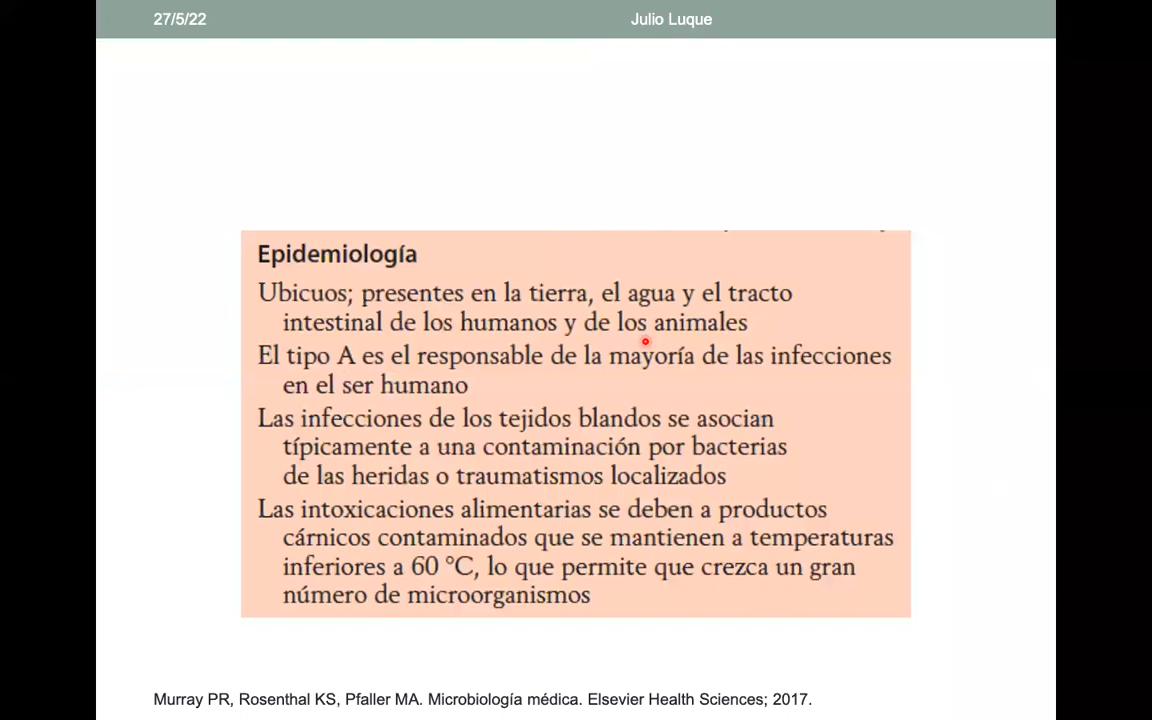 27/5/22
Julio Luque
Epidemiología
Ubicuos; presentes en la tierra, el agua y el tracto
intestinal de los humanos y de los animales
El tipo A es el responsable de la mayoría de las infecciones
en el ser humano
Las infecciones de los tejidos blandos se asocian
típicamente a una contaminación por bacterias
de las heridas o traumatismos localizados
Las intoxicaciones alimentarias se deben a productos
cárnicos contaminados que se mantienen a temperaturas
inferiores a 60 °C, lo que permite que crezca un gran
número de microorganismos
Murray PR, Rosenthal KS, Pfaller MA. Microbiología médica. Elsevier Health Sciences; 2017.